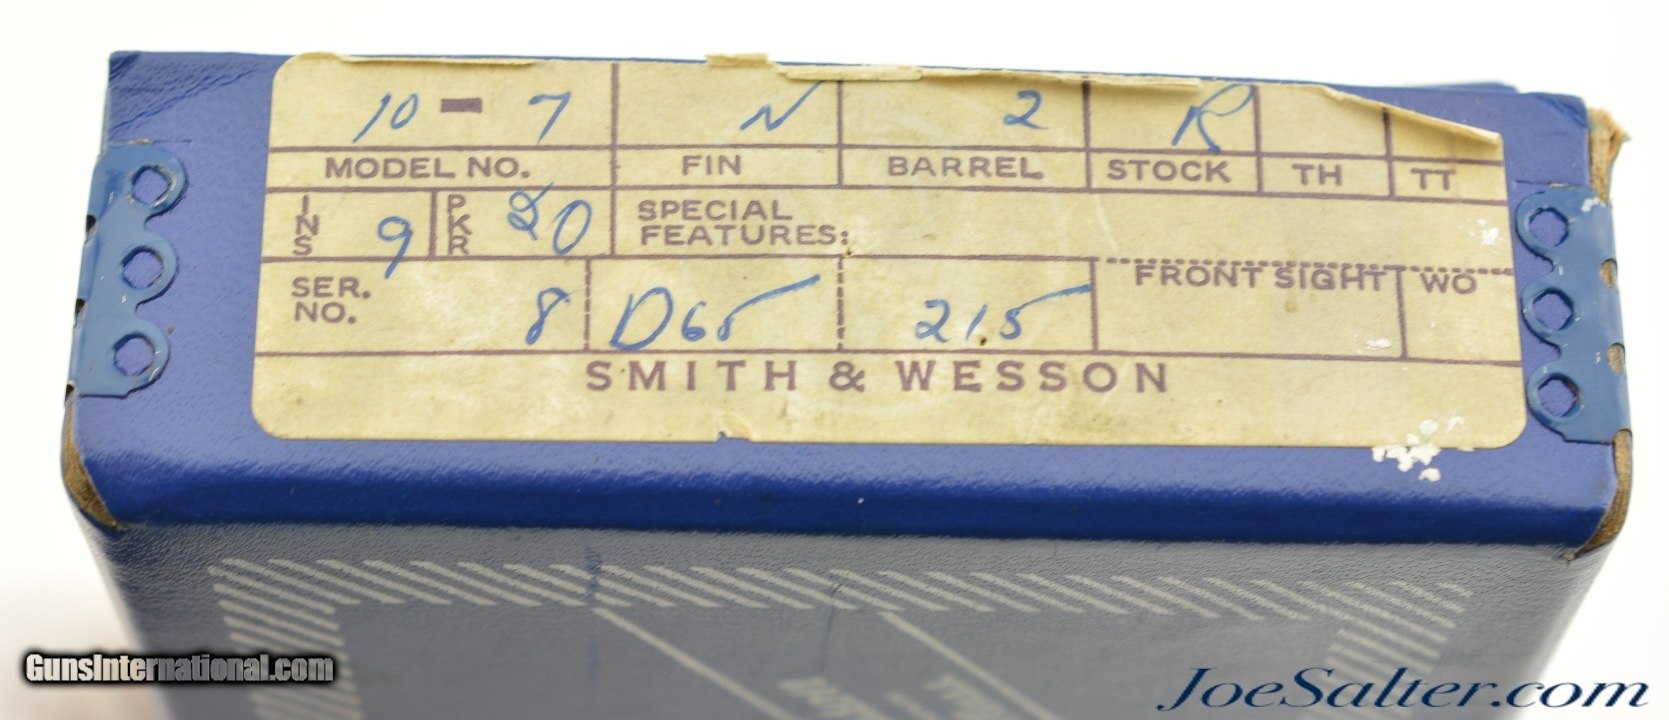 10 - 7 N 2 R
MODEL NO. FIN BARREL STOCK TH TT
INS 9 PKR 20 SPECIAL FEATURES:
SER. NO. 8 D65 215 FRONT SIGHT WO
SMITH & WESSON
GunsInternational.com
JoeSalter.com